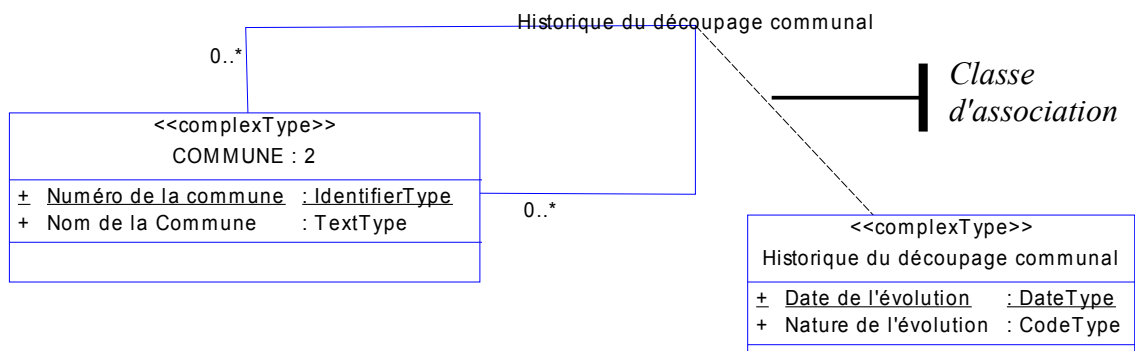 Historique du découpage communal
0..*
Classe
d'association
<<complexType>>
COMMUNE : 2
+ Numéro de la commune : IdentifierType
+ Nom de la Commune : TextType
0..*
<<complexType>>
Historique du découpage communal
+ Date de l'évolution : DateType
+ Nature de l'évolution : CodeType